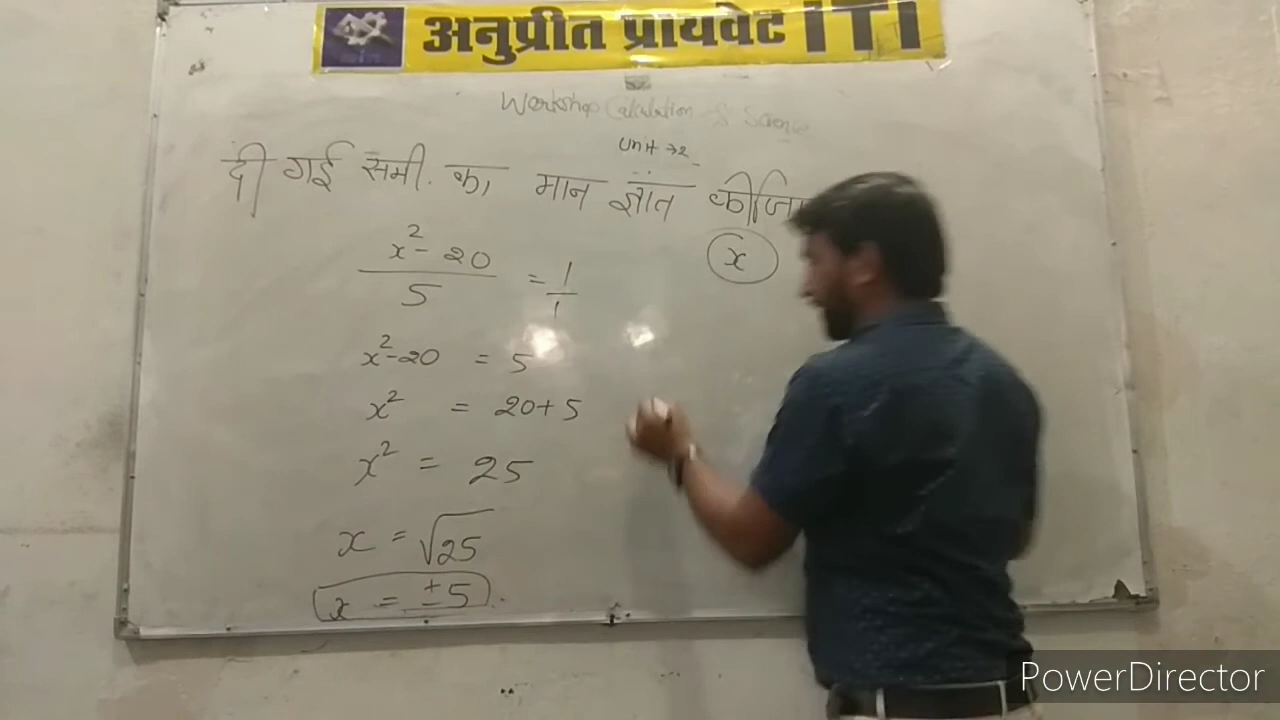 अनुप्रीत प्रायवेट ITI
Workshop Calculation & Science
Unit → 2
दी गई समी. का मान ज्ञांत
x
x² - 20 / 5 = 1 / 1
x² - 20 = 5
x² = 20 + 5
x² = 25
x = √25
x = ±5
PowerDirector